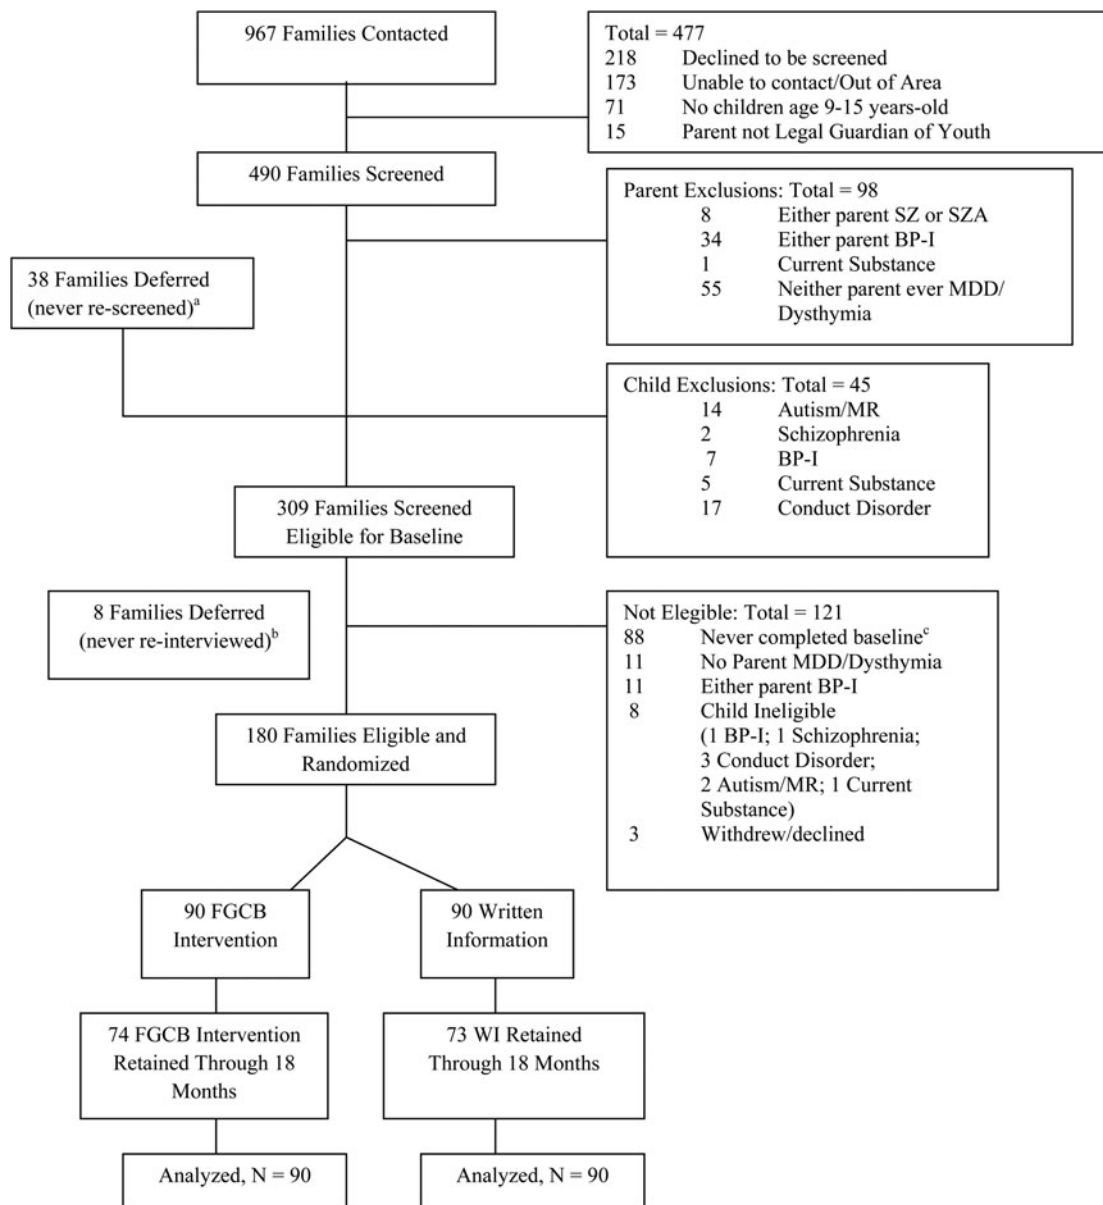 967 Families Contacted
Total = 477
218 Declined to be screened
173 Unable to contact/Out of Area
71 No children age 9-15 years-old
15 Parent not Legal Guardian of Youth
490 Families Screened
Parent Exclusions: Total = 98
8 Either parent SZ or SZA
34 Either parent BP-I
1 Current Substance
55 Neither parent ever MDD/
Dysthymia
38 Families Deferred
(never re-screened)a
Child Exclusions: Total = 45
14 Autism/MR
2 Schizophrenia
7 BP-I
5 Current Substance
17 Conduct Disorder
309 Families Screened
Eligible for Baseline
8 Families Deferred
(never re-interviewed)b
Not Elegible: Total = 121
88 Never completed baselinec
11 No Parent MDD/Dysthymia
11 Either parent BP-I
8 Child Ineligible
(1 BP-I; 1 Schizophrenia;
3 Conduct Disorder;
2 Autism/MR; 1 Current
Substance)
3 Withdrew/declined
180 Families Eligible and
Randomized
90 FGCB
Intervention
90 Written
Information
74 FGCB Intervention
Retained Through 18
Months
73 WI Retained
Through 18 Months
Analyzed, N = 90
Analyzed, N = 90